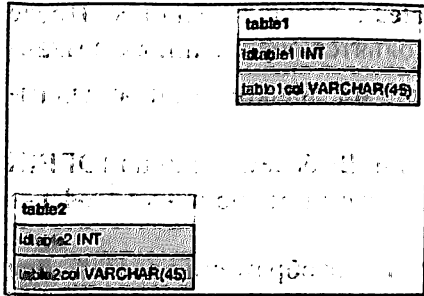 table1
idtable1 INT
table1col VARCHAR(45)
table2
idtable2 INT
table2col VARCHAR(45)